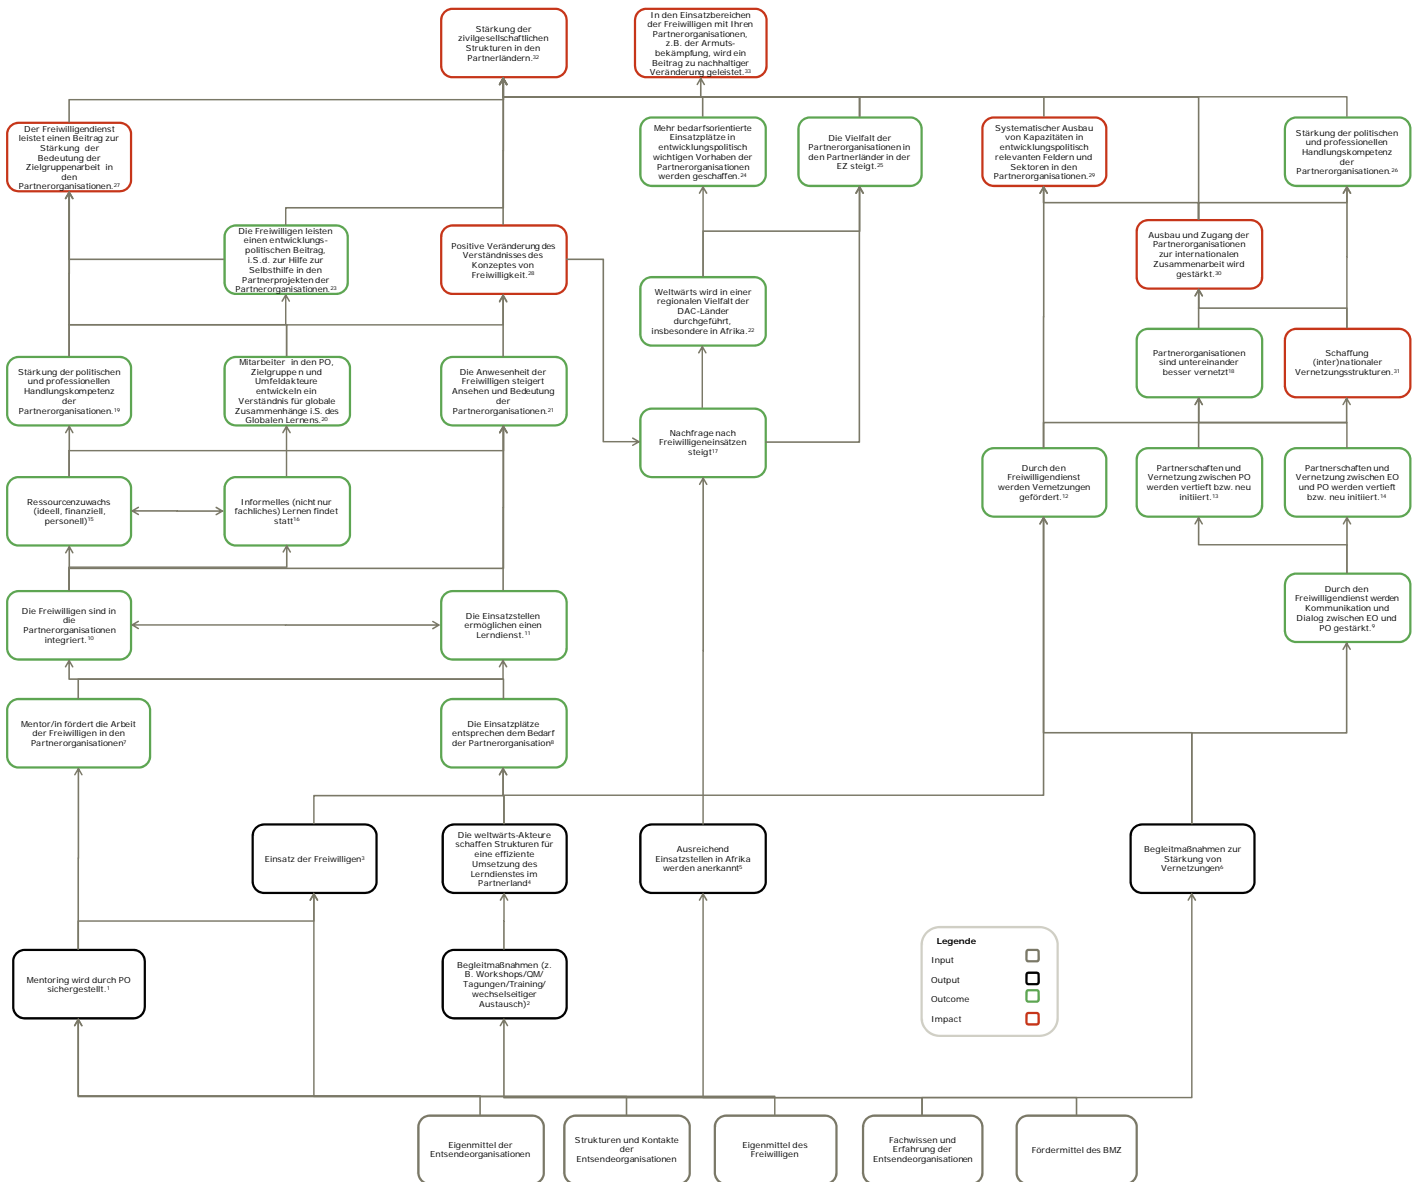 Stärkung der
zivilgesellschaftlichen
Strukturen in den
Partnerländern.³²
In den Einsatzbereichen
der Freiwilligen mit Ihren
Partnerorganisationen,
z.B. der Armuts-
bekämpfung, wird ein
Beitrag zu nachhaltiger
Veränderung geleistet.³³
Der Freiwilligendienst
leistet einen Beitrag zur
Stärkung der
Bedeutung der
Zielgruppenarbeit in
den
Partnerorganisationen.²⁷
Mehr bedarfsorientierte
Einsatzplätze in
entwicklungspolitisch
wichtigen Vorhaben der
Partnerorganisationen
werden geschaffen.²⁴
Die Vielfalt der
Partnerorganisationen in
den Partnerländer in der
EZ steigt.²⁵
Systematischer Ausbau
von Kapazitäten in
entwicklungspolitisch
relevanten Feldern und
Sektoren in den
Partnerorganisationen.²⁹
Stärkung der politischen
und professionellen
Handlungskompetenz
der
Partnerorganisationen.²⁶
Die Freiwilligen leisten
einen entwicklungs-
politischen Beitrag,
i.S.d. zur Hilfe zur
Selbsthilfe in den
Partnerprojekten der
Partnerorganisationen.²³
Positive Veränderung des
Verständnisses des
Konzeptes von
Freiwilligkeit.²⁸
Ausbau und Zugang der
Partnerorganisationen
zur internationalen
Zusammenarbeit wird
gestärkt.³⁰
Weltwärts wird in einer
regionalen Vielfalt der
DAC-Länder
durchgeführt,
insbesondere in Afrika.²²
Partnerorganisationen
sind untereinander
besser vernetzt¹⁸
Schaffung
(inter)nationaler
Vernetzungsstrukturen.³¹
Stärkung der politischen
und professionellen
Handlungskompetenz
der
Partnerorganisationen.¹⁹
Mitarbeiter in den PO,
Zielgruppen und
Umfeldakteure
entwickeln ein
Verständnis für globale
Zusammenhänge i.S. des
Globalen Lernens.²⁰
Die Anwesenheit der
Freiwilligen steigert
Ansehen und Bedeutung
der
Partnerorganisationen.²¹
Nachfrage nach
Freiwilligeneinsätzen
steigt¹⁷
Durch den
Freiwilligendienst
werden Vernetzungen
gefördert.¹²
Partnerschaften und
Vernetzung zwischen PO
werden vertieft bzw. neu
initiiert.¹³
Partnerschaften und
Vernetzung zwischen EO
und PO werden vertieft
bzw. neu initiiert.¹⁴
Ressourcenzuwachs
(ideell, finanziell,
personell)¹⁵
Informelles (nicht nur
fachliches) Lernen findet
statt¹⁶
Die Freiwilligen sind in
die
Partnerorganisationen
integriert.¹⁰
Die Einsatzstellen
ermöglichen einen
Lerndienst.¹¹
Durch den
Freiwilligendienst werden
Kommunikation und
Dialog zwischen EO und
PO gestärkt.⁹
Mentor/in fördert die Arbeit
der Freiwilligen in den
Partnerorganisationen⁷
Die Einsatzplätze
entsprechen dem Bedarf
der Partnerorganisation⁸
Einsatz der Freiwilligen³
Die weltwärts-Akteure
schaffen Strukturen für
eine effiziente
Umsetzung des
Lerndienstes im
Partnerland⁴
Ausreichend
Einsatzstellen in Afrika
werden anerkannt⁵
Begleitmaßnahmen zur
Stärkung von
Vernetzungen⁶
Mentoring wird durch PO
sichergestellt.¹
Begleitmaßnahmen (z.
B. Workshops/QM/
Tagungen/Training/
wechselseitiger
Austausch)²
Legende
Input
Output
Outcome
Impact
Eigenmittel der
Entsendeorganisationen
Strukturen und Kontakte
der
Entsendeorganisationen
Eigenmittel des
Freiwilligen
Fachwissen und
Erfahrung der
Entsendeorganisationen
Fördermittel des BMZ